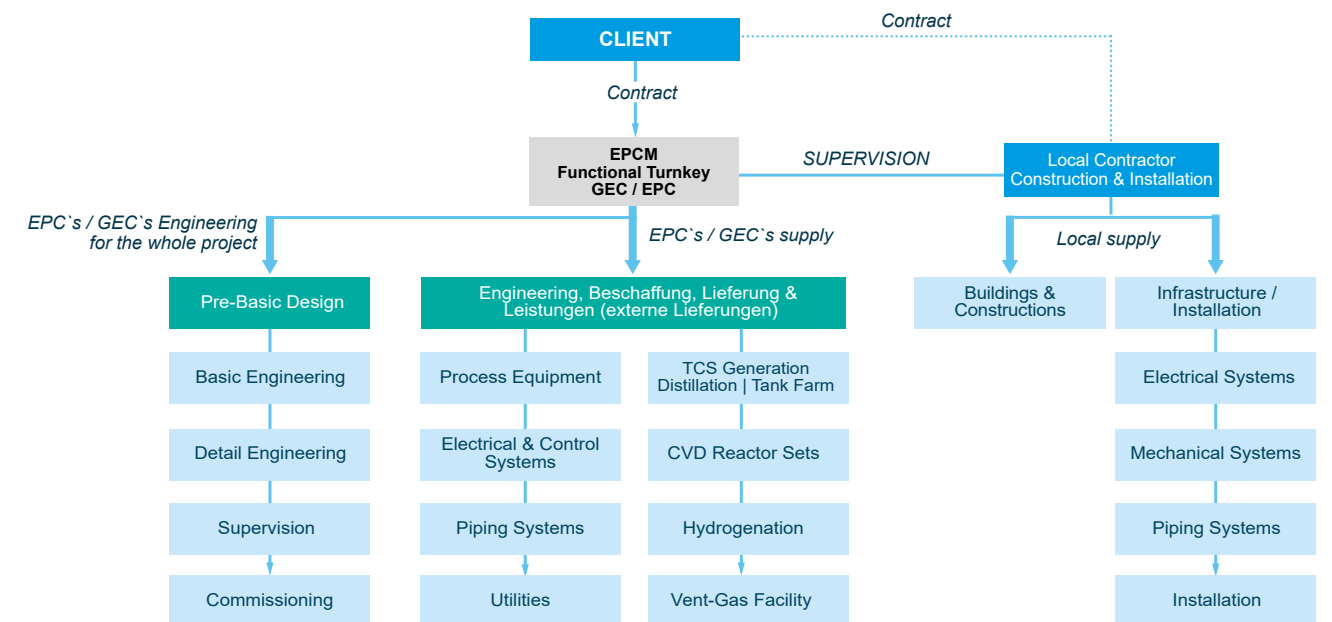 Contract
CLIENT
Contract
EPCM
Functional Turnkey
GEC / EPC
SUPERVISION
Local Contractor
Construction & Installation
EPC`s / GEC`s Engineering
for the whole project
EPC`s / GEC`s supply
Local supply
Pre-Basic Design
Engineering, Beschaffung, Lieferung &
Leistungen (externe Lieferungen)
Buildings &
Constructions
Infrastructure /
Installation
Basic Engineering
Process Equipment
TCS Generation
Distillation | Tank Farm
Electrical Systems
Detail Engineering
Electrical & Control
Systems
CVD Reactor Sets
Mechanical Systems
Supervision
Piping Systems
Hydrogenation
Piping Systems
Commissioning
Utilities
Vent-Gas Facility
Installation